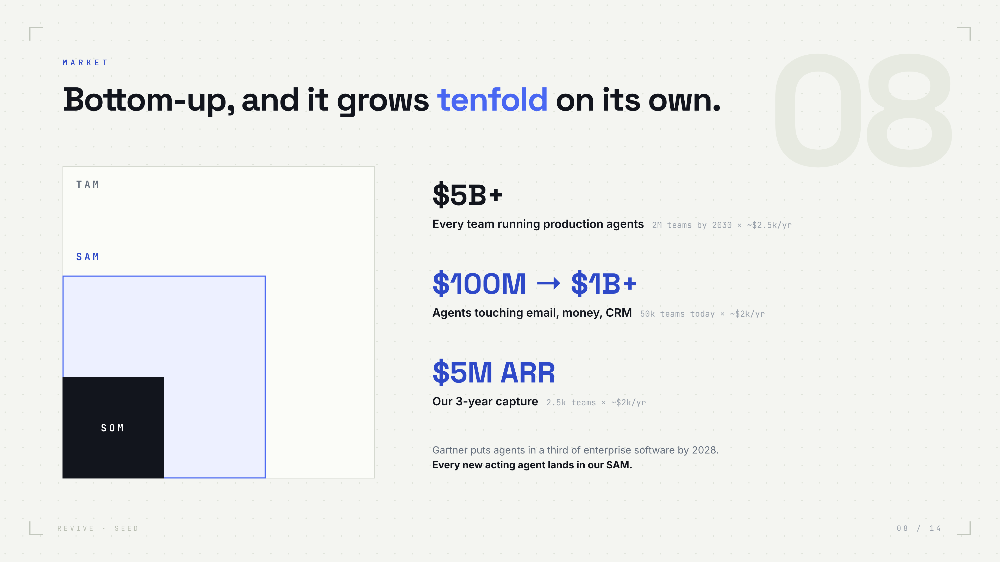 MARKET
08
Bottom-up, and it grows tenfold on its own.
TAM
SAM
SOM
$5B+
Every team running production agents 2M teams by 2030 × ~$2.5k/yr
$100M → $1B+
Agents touching email, money, CRM 50k teams today × ~$2k/yr
$5M ARR
Our 3-year capture 2.5k teams × ~$2k/yr
Gartner puts agents in a third of enterprise software by 2028.
Every new acting agent lands in our SAM.
REVIVE · SEED
08 / 14